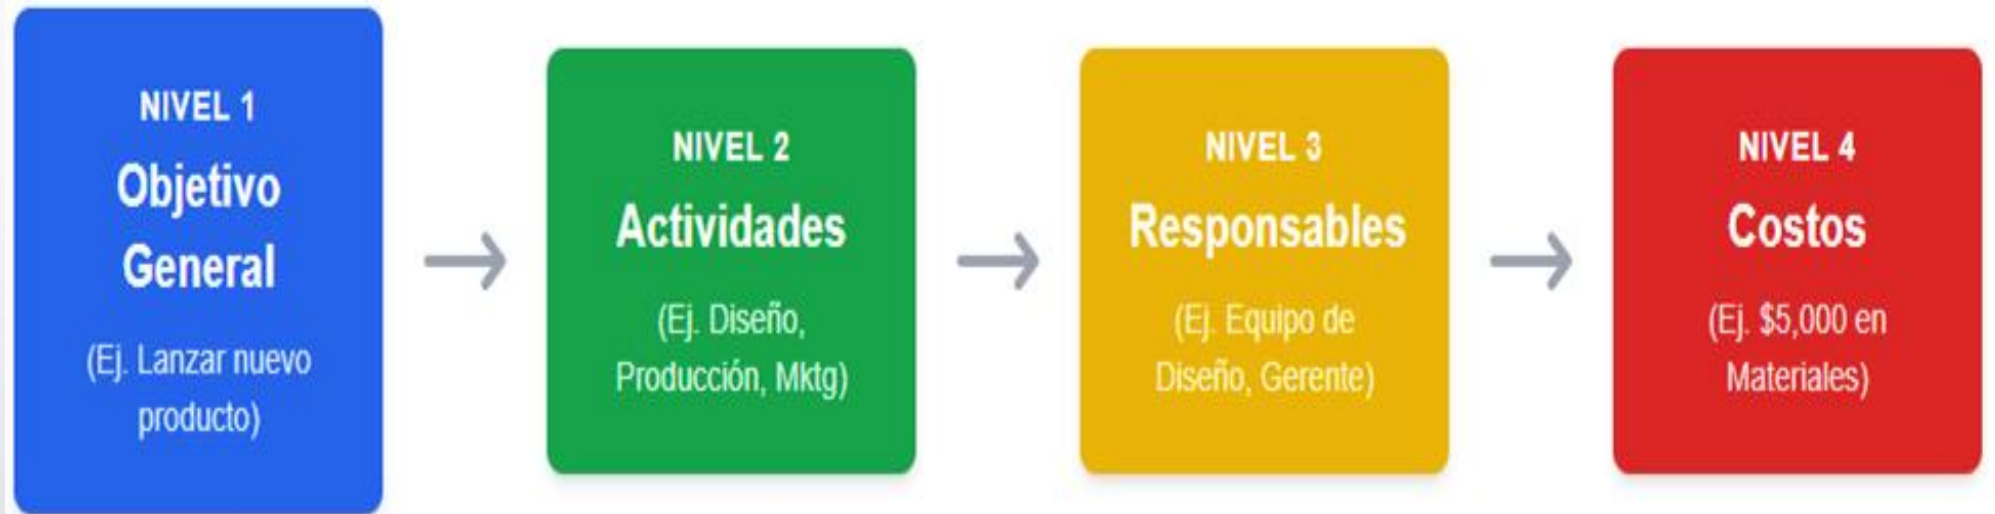 NIVEL 1
Objetivo
General
(Ej. Lanzar nuevo
producto)
NIVEL 2
Actividades
(Ej. Diseño,
Producción, Mktg)
NIVEL 3
Responsables
(Ej. Equipo de
Diseño, Gerente)
NIVEL 4
Costos
(Ej. $5,000 en
Materiales)